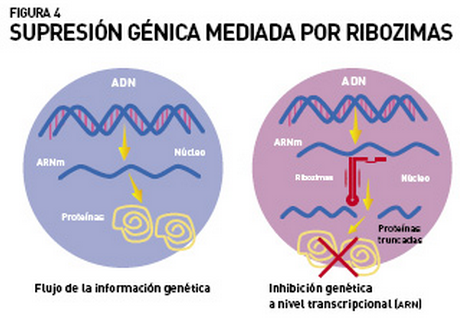 FIGURA 4
SUPRESIÓN GÉNICA MEDIADA POR RIBOZIMAS
ADN
ARNm
Núcleo
Proteínas
Flujo de la información genética
ADN
ARNm
Ribozimas
Núcleo
Proteínas
truncadas
Inhibición genética
a nivel transcripcional (ARN)